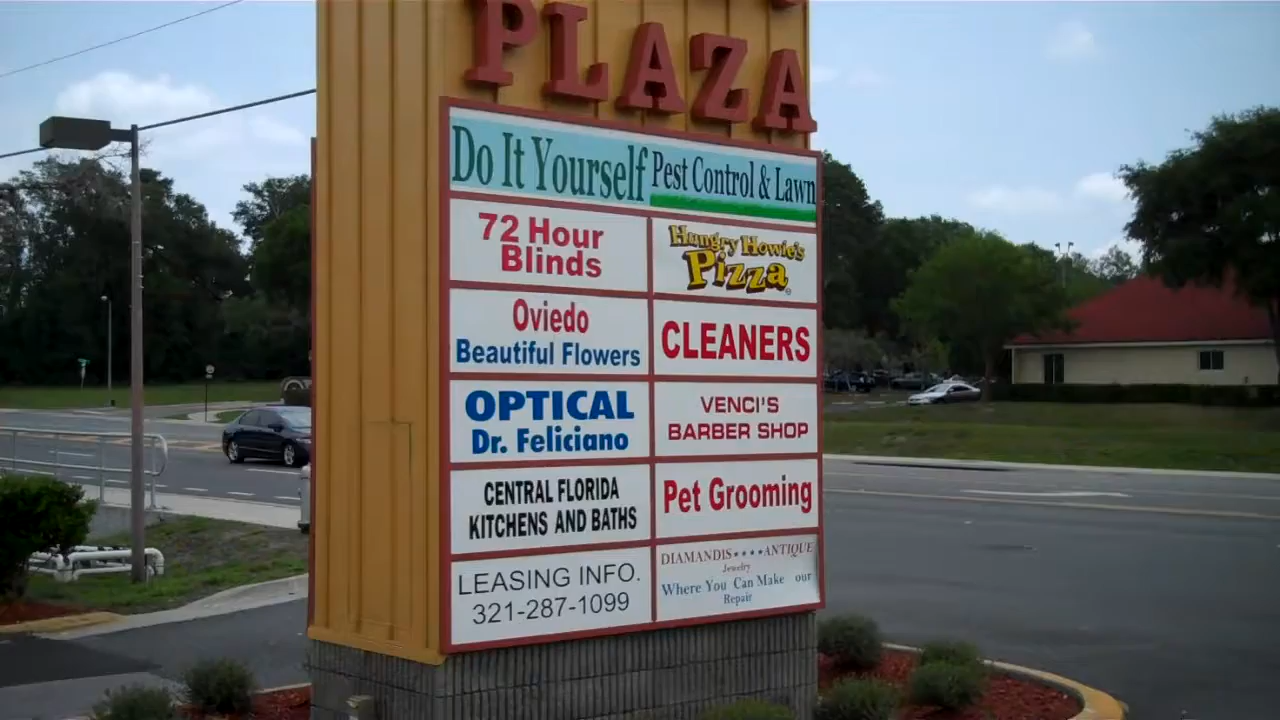 PLAZA
Do It Yourself Pest Control & Lawn
72 Hour
Blinds
Hungry Howie's
Pizza
Oviedo
Beautiful Flowers
CLEANERS
OPTICAL
Dr. Feliciano
VENCI'S
BARBER SHOP
CENTRAL FLORIDA
KITCHENS AND BATHS
Pet Grooming
LEASING INFO.
321-287-1099
DIAMANDIS★★★★ANTIQUE
Jewelry
Where You Can Make our
Repair